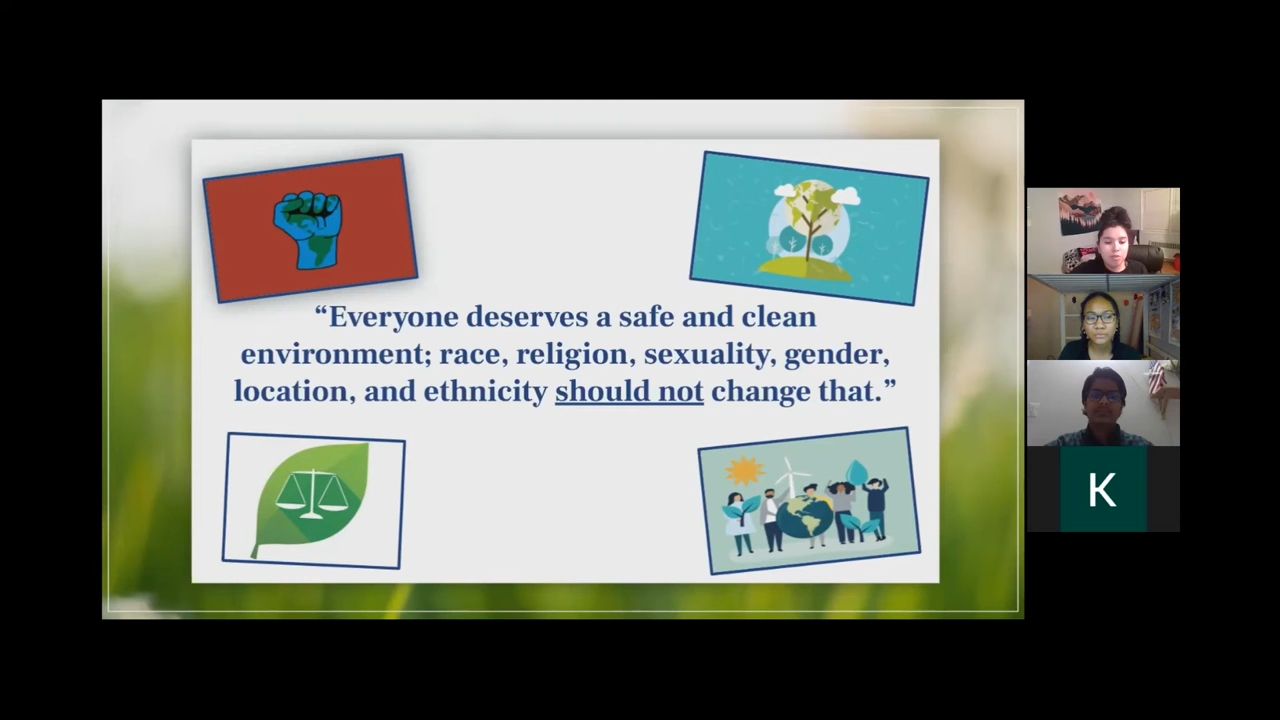 “Everyone deserves a safe and clean
environment; race, religion, sexuality, gender,
location, and ethnicity should not change that.”
K